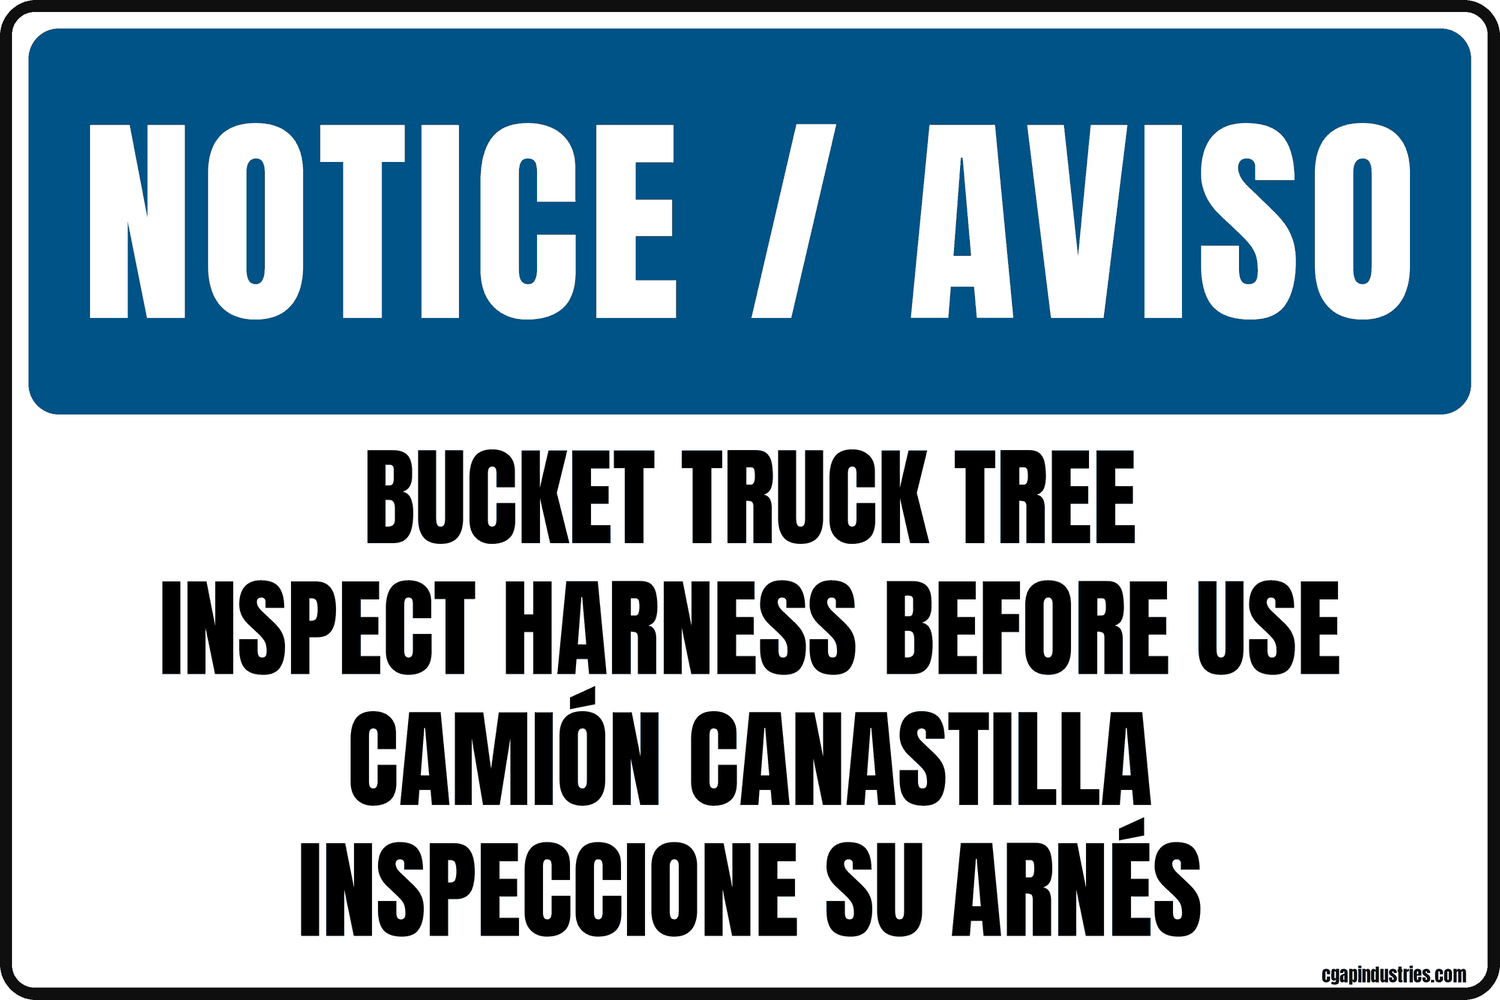 NOTICE / AVISO
BUCKET TRUCK TREE
INSPECT HARNESS BEFORE USE
CAMIÓN CANASTILLA
INSPECCIONE SU ARNÉS
cgapindustries.com